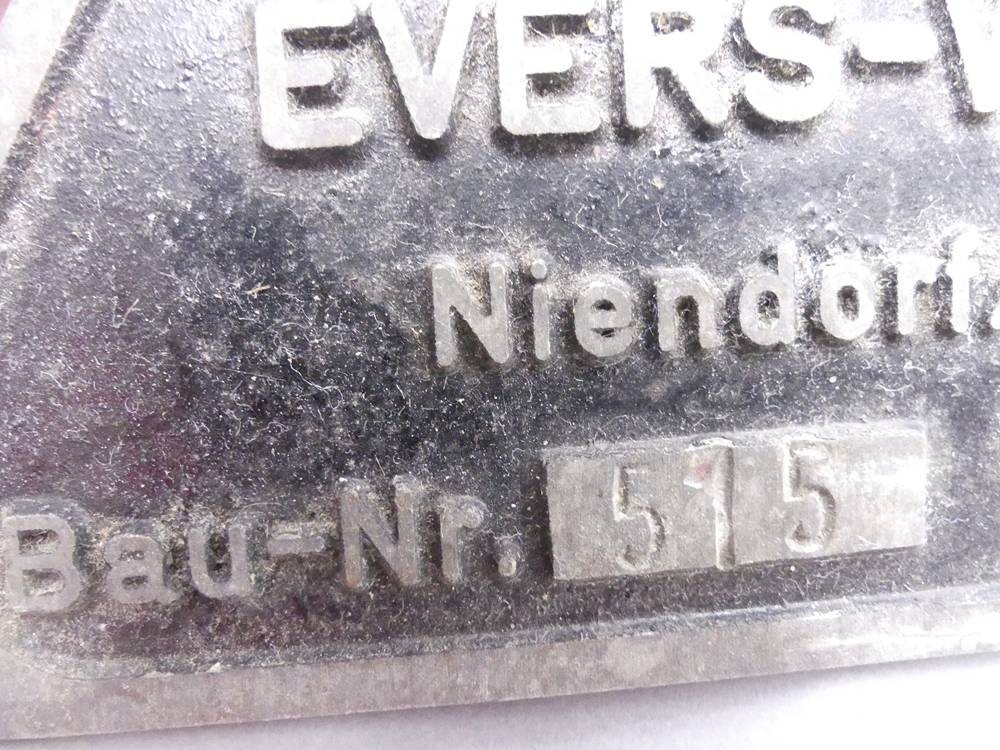 EVERS-
Niendorf
Bau-Nr. 515